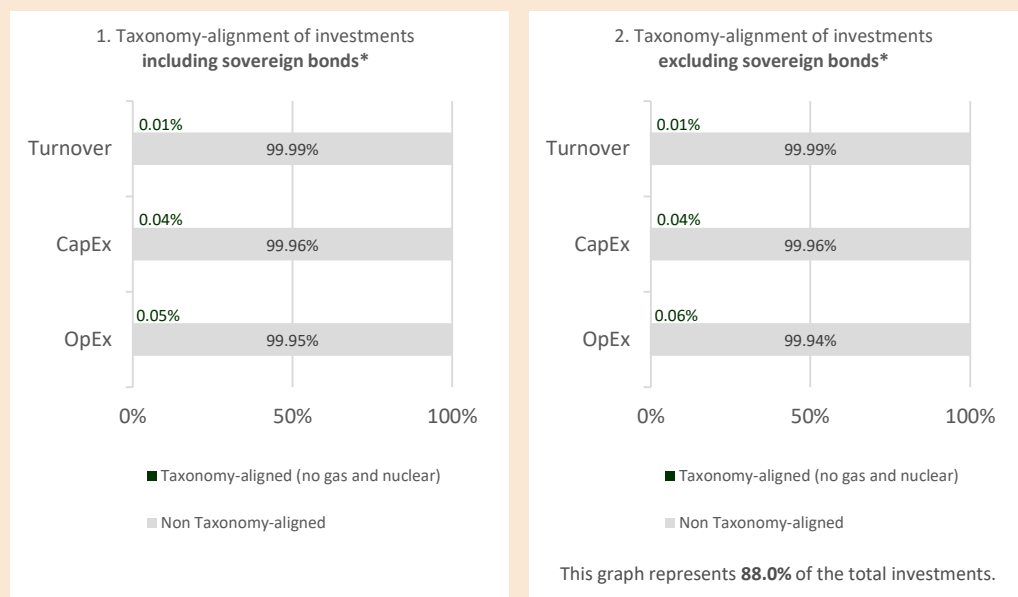 1. Taxonomy-alignment of investments
including sovereign bonds*
0.01%
Turnover
99.99%
0.04%
CapEx
99.96%
0.05%
OpEx
99.95%
0%
50%
100%
Taxonomy-aligned (no gas and nuclear)
Non Taxonomy-aligned
2. Taxonomy-alignment of investments
excluding sovereign bonds*
0.01%
Turnover
99.99%
0.04%
CapEx
99.96%
0.06%
OpEx
99.94%
0%
50%
100%
Taxonomy-aligned (no gas and nuclear)
Non Taxonomy-aligned
This graph represents 88.0% of the total investments.